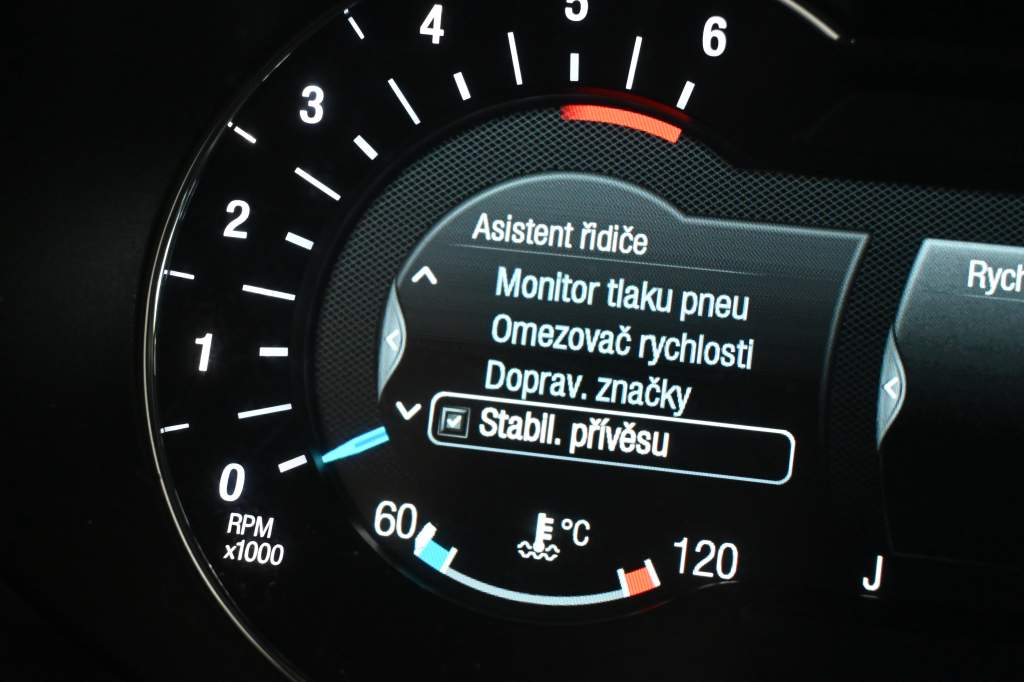 4
5
6
3
2
1
0
RPM
x1000
Asistent řidiče
Monitor tlaku pneu
Omezovač rychlosti
Doprav. značky
Stabil. přívěsu
60
°C
120
Rych
J